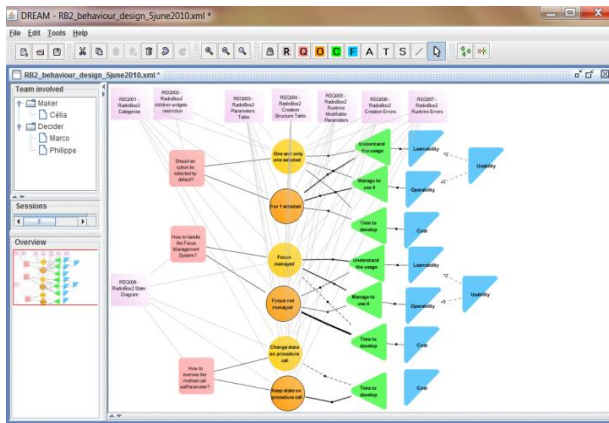 DREAM - RB2_behaviour_design_5june2010.xml *
File Edit Tools Help
R Q O C F A T S
RB2_behaviour_design_5june2010.xml *
Team involved
Maker
Célia
Decider
Marco
Philippe
Sessions
Overview
REQ001 -
RadioBox2
Categories
REQ002 -
RadioBox2
children widgets
restriction
REQ003 -
RadioBox2
Parameters
Table
REQ004 -
RadioBox2
Creation
Structure Table
REQ005 -
RadioBox2
Runtime
Modifiable
Parameters
REQ006 -
RadioBox2
Creation Errors
REQ007 -
RadioBox2
Runtime Errors
Should an
option be
selected by
default?
One and only
one selected
0 or 1 selected
Understand
the usage
Manage to
use it
Time to
develop
Learnability
Operability
Cost
Usability
How to handle
the Focus
Management
System?
Focus
managed
Focus not
managed
Understand
the usage
Manage to
use it
Time to
develop
Learnability
Operability
Cost
Usability
REQ008 -
RadioBox2 State
Diagram
How to
the method call
setParameter?
Change state
on procedure
call
Keep state on
procedure call
Time to
develop
Cost